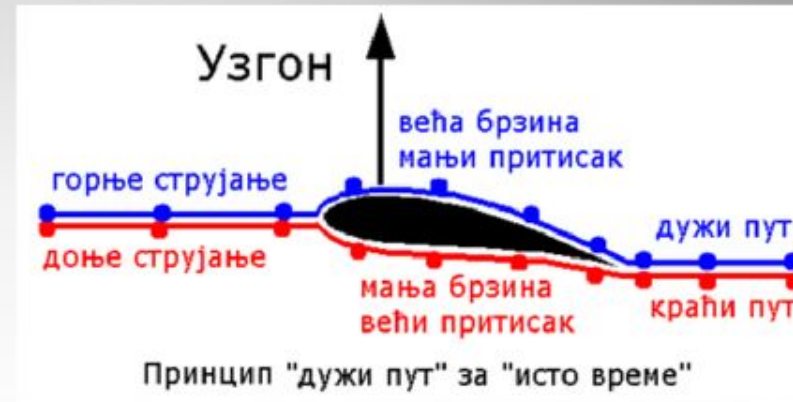 Узгон
већа брзина
мањи притисак
горње струјање
дужи пут
доње струјање
мања брзина
већи притисак
краћи пут
Принцип "дужи пут" за "исто време"